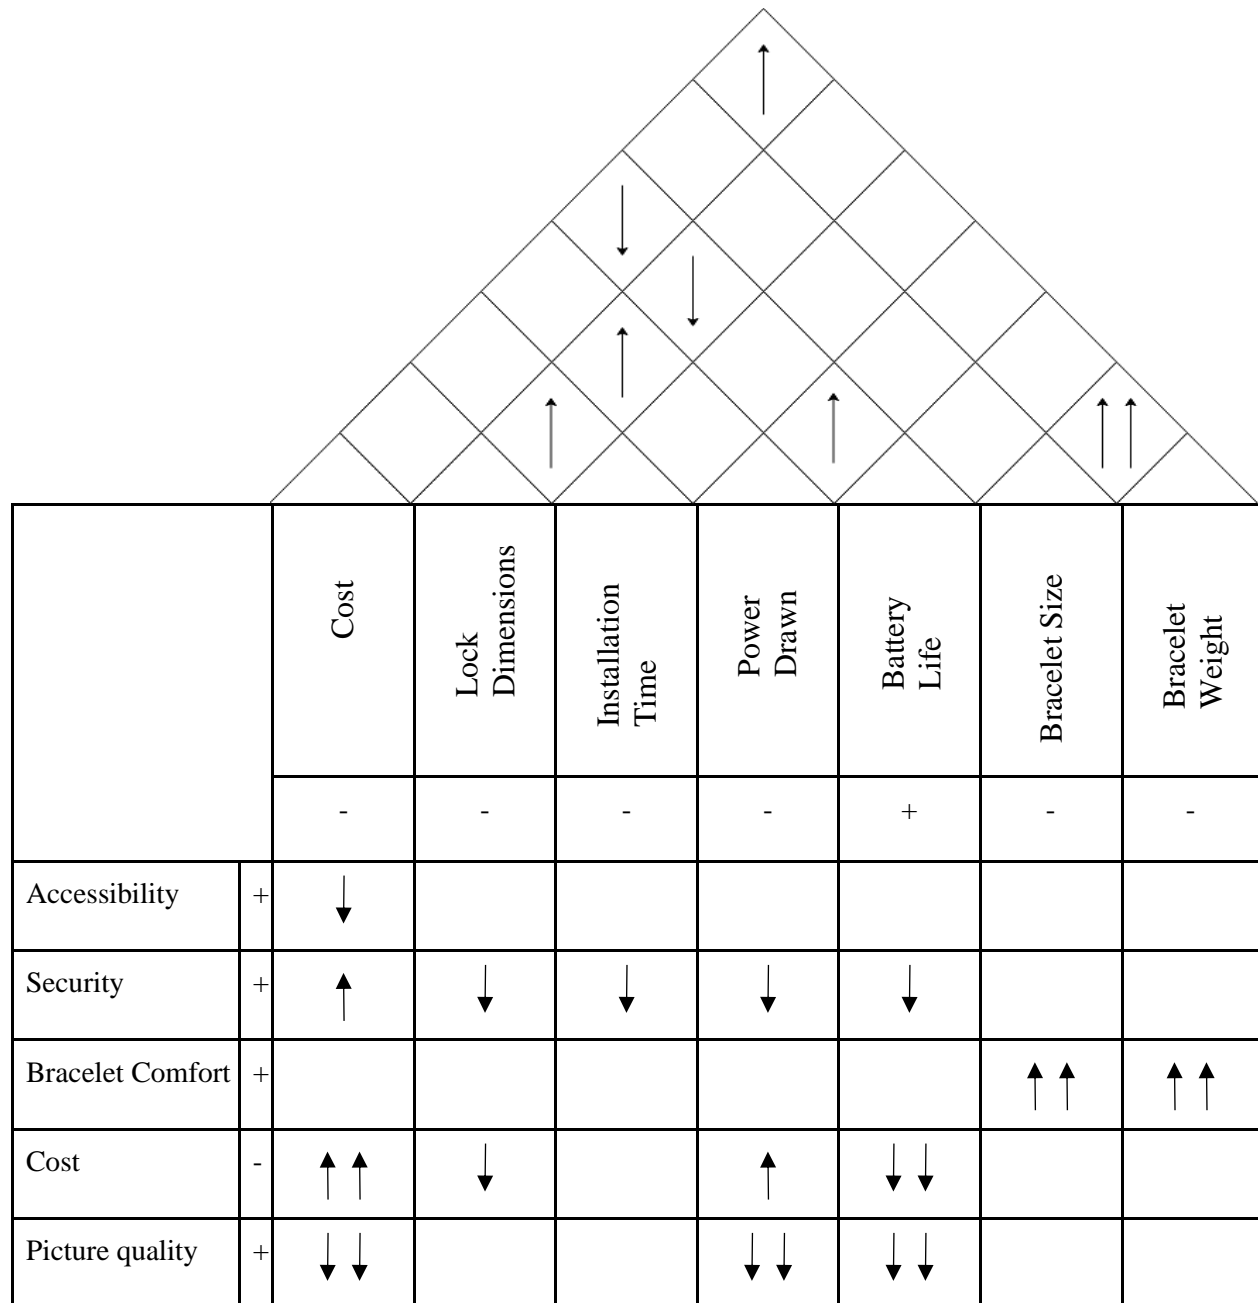 Cost
Lock
Dimensions
Installation
Time
Power
Drawn
Battery
Life
Bracelet Size
Bracelet
Weight
- - - - + - -
Accessibility +
Security +
Bracelet Comfort +
Cost -
Picture quality +